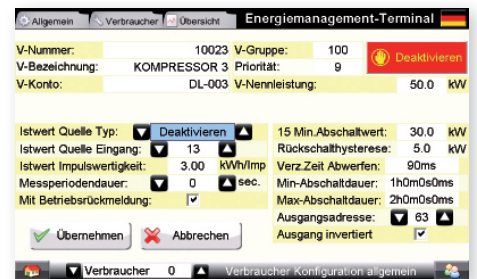 Allgemein Verbraucher Übersicht Energiemanagement-Terminal
V-Nummer: 10023 V-Gruppe: 100
V-Bezeichnung: KOMPRESSOR 3 Priorität: 9
Deaktivieren
V-Konto: DL-003 V-Nennleistung: 50.0 kW
Istwert Quelle Typ: Deaktivieren 15 Min.Abschaltwert: 30.0 kW
Istwert Quelle Eingang: 13 Rückschalthysterese: 5.0 kW
Istwert Impulswertigkeit: 3.00 kWh/Imp Verz.Zeit Abwerfen: 90ms
Messperiodendauer: 0 sec. Min-Abschaltdauer: 1h0m0s0ms
Mit Betriebsrückmeldung: Max-Abschaltdauer: 2h0m0s0ms
Ausgangsadresse: 63
Übernehmen Abbrechen Ausgang invertiert
Verbraucher 0 Verbraucher Konfiguration allgemein